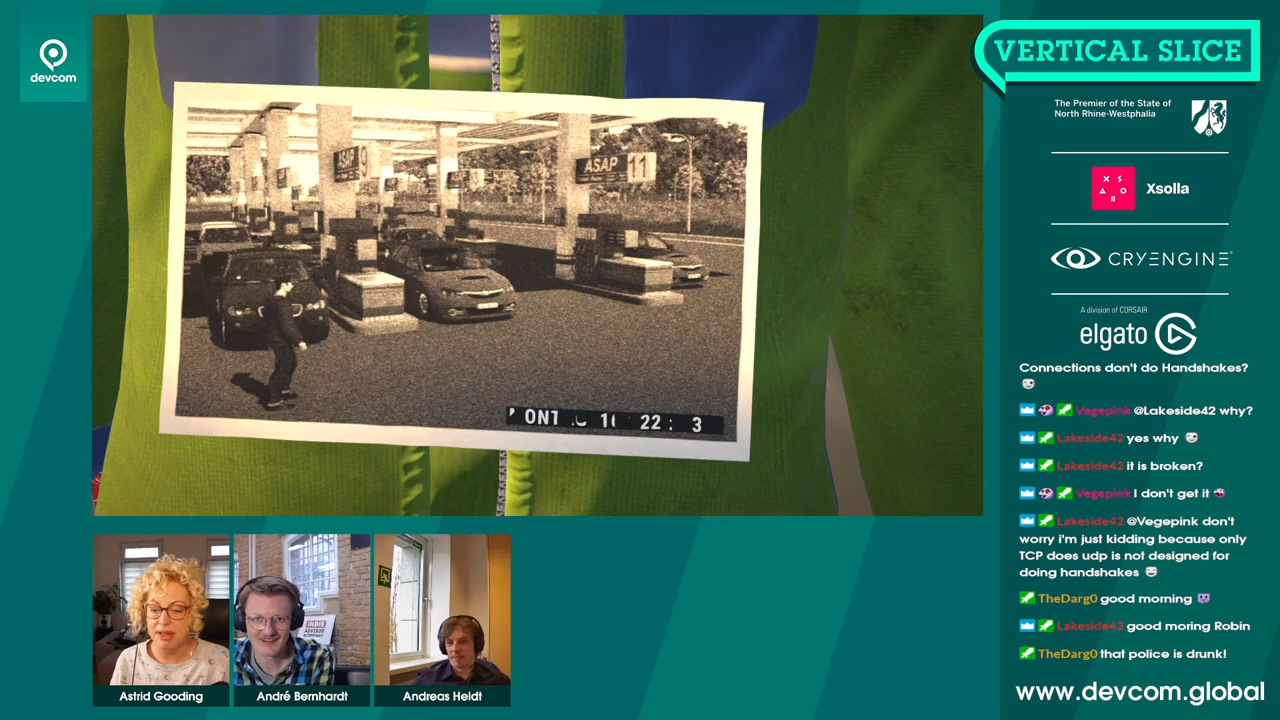 devcom
VERTICAL SLICE
The Premier of the State of
North Rhine-Westphalia
Xsolla
CRYENGINE
A division of CORSAIR
elgato
ASAP 9
ASAP 11
22 : 3
Connections don't do Handshakes?
Vegepink @Lakeside42 why?
Lakeside42 yes why
Lakeside42 it is broken?
Vegepink I don't get it
Lakeside42 @Vegepink don't
worry i'm just kidding because only
TCP does udp is not designed for
doing handshakes
TheDarg0 good morning
Lakeside42 good moring Robin
TheDarg0 that police is drunk!
INDIE
ADVISOR
Astrid Gooding
André Bernhardt
Andreas Heldt
www.devcom.global